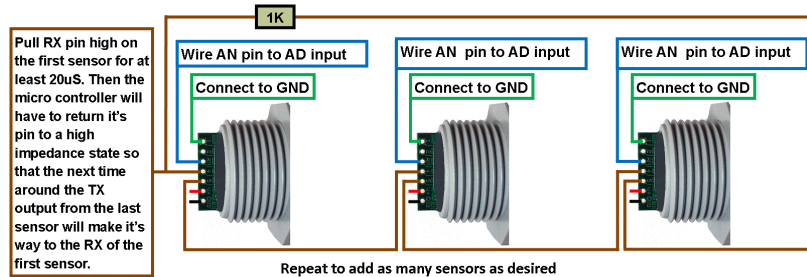 1K
Pull RX pin high on
the first sensor for at
least 20uS. Then the
micro controller will
have to return it's
pin to a high
impedance state so
that the next time
around the TX
output from the last
sensor will make it's
way to the RX of the
first sensor.
Wire AN pin to AD input
Connect to GND
Wire AN pin to AD input
Connect to GND
Wire AN pin to AD input
Connect to GND
Repeat to add as many sensors as desired